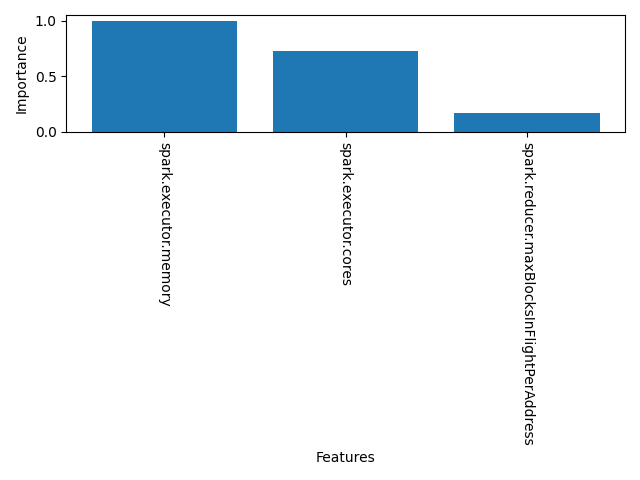 Importance
1.0
0.5
0.0
spark.executor.memory
spark.executor.cores
spark.reducer.maxBlocksInFlightPerAddress
Features